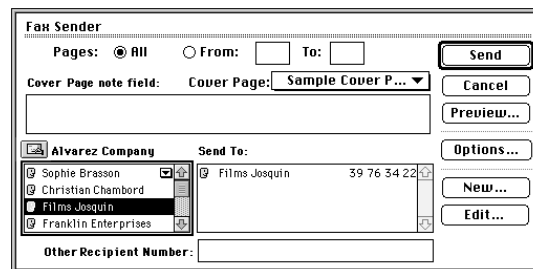 Fax Sender
Pages: All From: To:
Send
Cover Page note field: Cover Page: Sample Cover P...
Cancel
Preview...
Alvarez Company Send To:
Options...
Sophie Brasson Films Josquin 39 76 34 22
Christian Chambord
New...
Films Josquin
Franklin Enterprises
Edit...
Other Recipient Number: